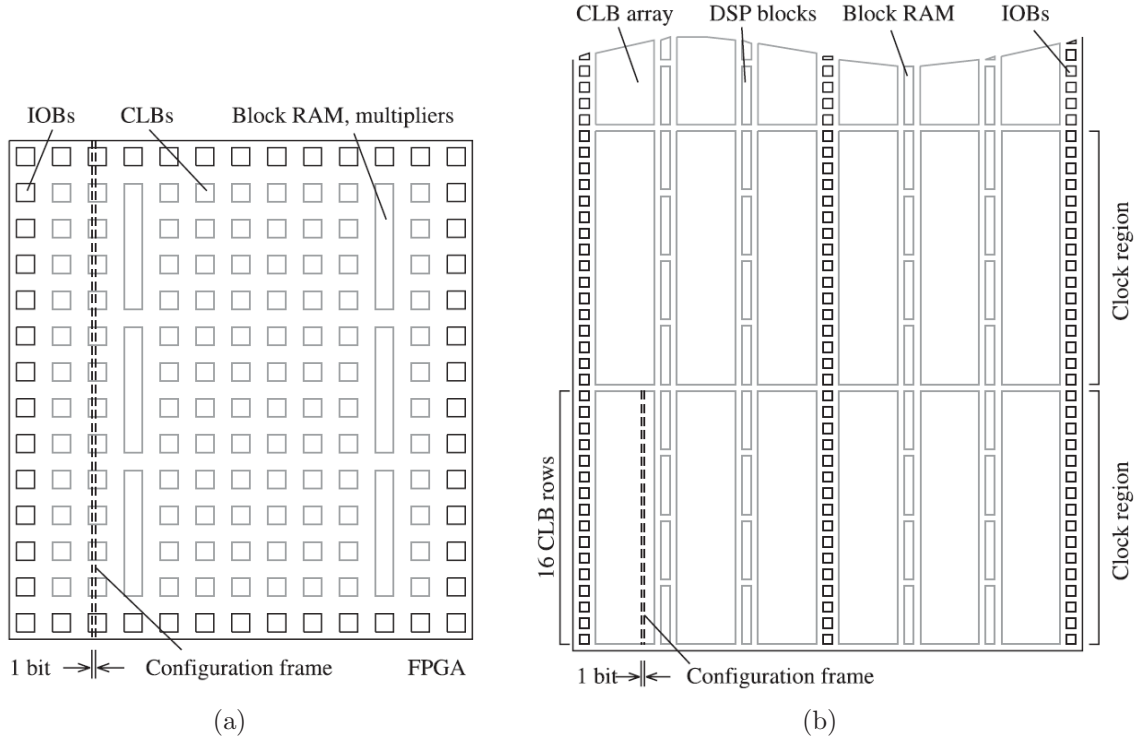 IOBs
CLBs
Block RAM, multipliers
1 bit
Configuration frame
FPGA
(a)
CLB array
DSP blocks
Block RAM
IOBs
Clock region
16 CLB rows
Clock region
1 bit
Configuration frame
(b)